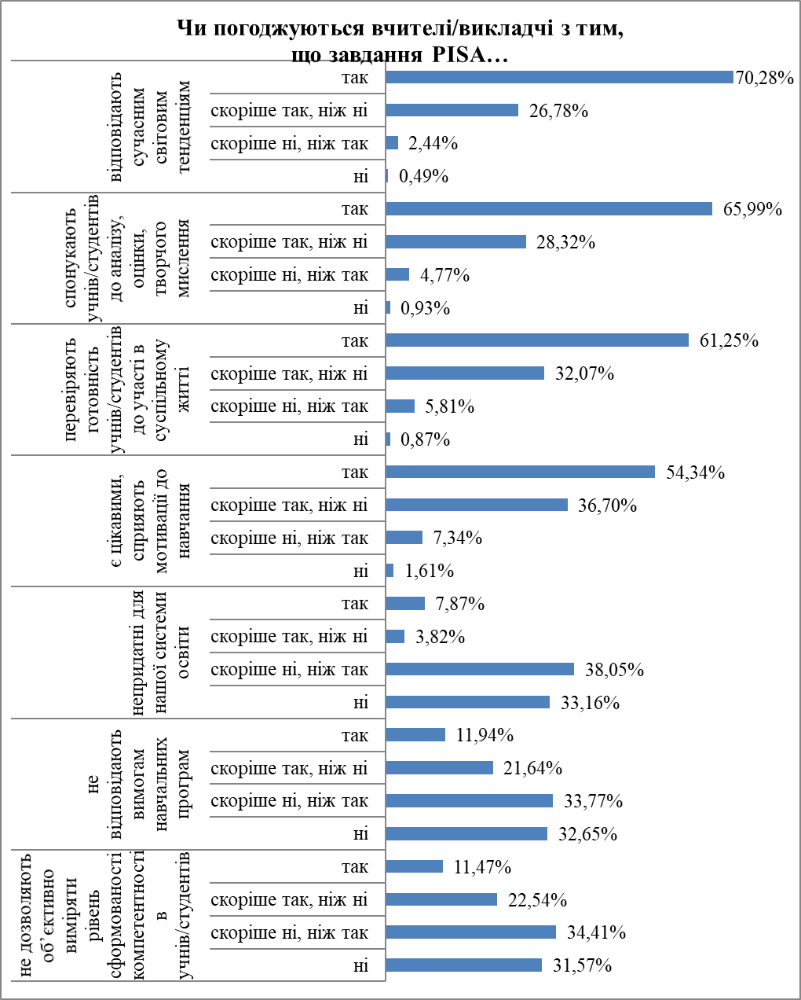 Чи погоджуються вчителі/викладчі з тим,
що завдання PISA…
відповідають
сучасним
світовим
тенденціям
так
70,28%
скоріше так, ніж ні
26,78%
скоріше ні, ніж так
2,44%
ні
0,49%
спонукають
учнів/студентів
до аналізу,
оцінки,
творчого
мислення
так
65,99%
скоріше так, ніж ні
28,32%
скоріше ні, ніж так
4,77%
ні
0,93%
перевіряють
готовність
учнів/студентів
до участі в
суспільному
житті
так
61,25%
скоріше так, ніж ні
32,07%
скоріше ні, ніж так
5,81%
ні
0,87%
є цікавими,
сприяють
мотивації до
навчання
так
54,34%
скоріше так, ніж ні
36,70%
скоріше ні, ніж так
7,34%
ні
1,61%
непридатні для
нашої системи
освіти
так
7,87%
скоріше так, ніж ні
3,82%
скоріше ні, ніж так
38,05%
ні
33,16%
не
відповідають
вимогам
навчальних
програм
так
11,94%
скоріше так, ніж ні
21,64%
скоріше ні, ніж так
33,77%
ні
32,65%
не дозволяють
об’єктивно
виміряти
рівень
сформованості
компетентності
в
учнів/студентів
так
11,47%
скоріше так, ніж ні
22,54%
скоріше ні, ніж так
34,41%
ні
31,57%